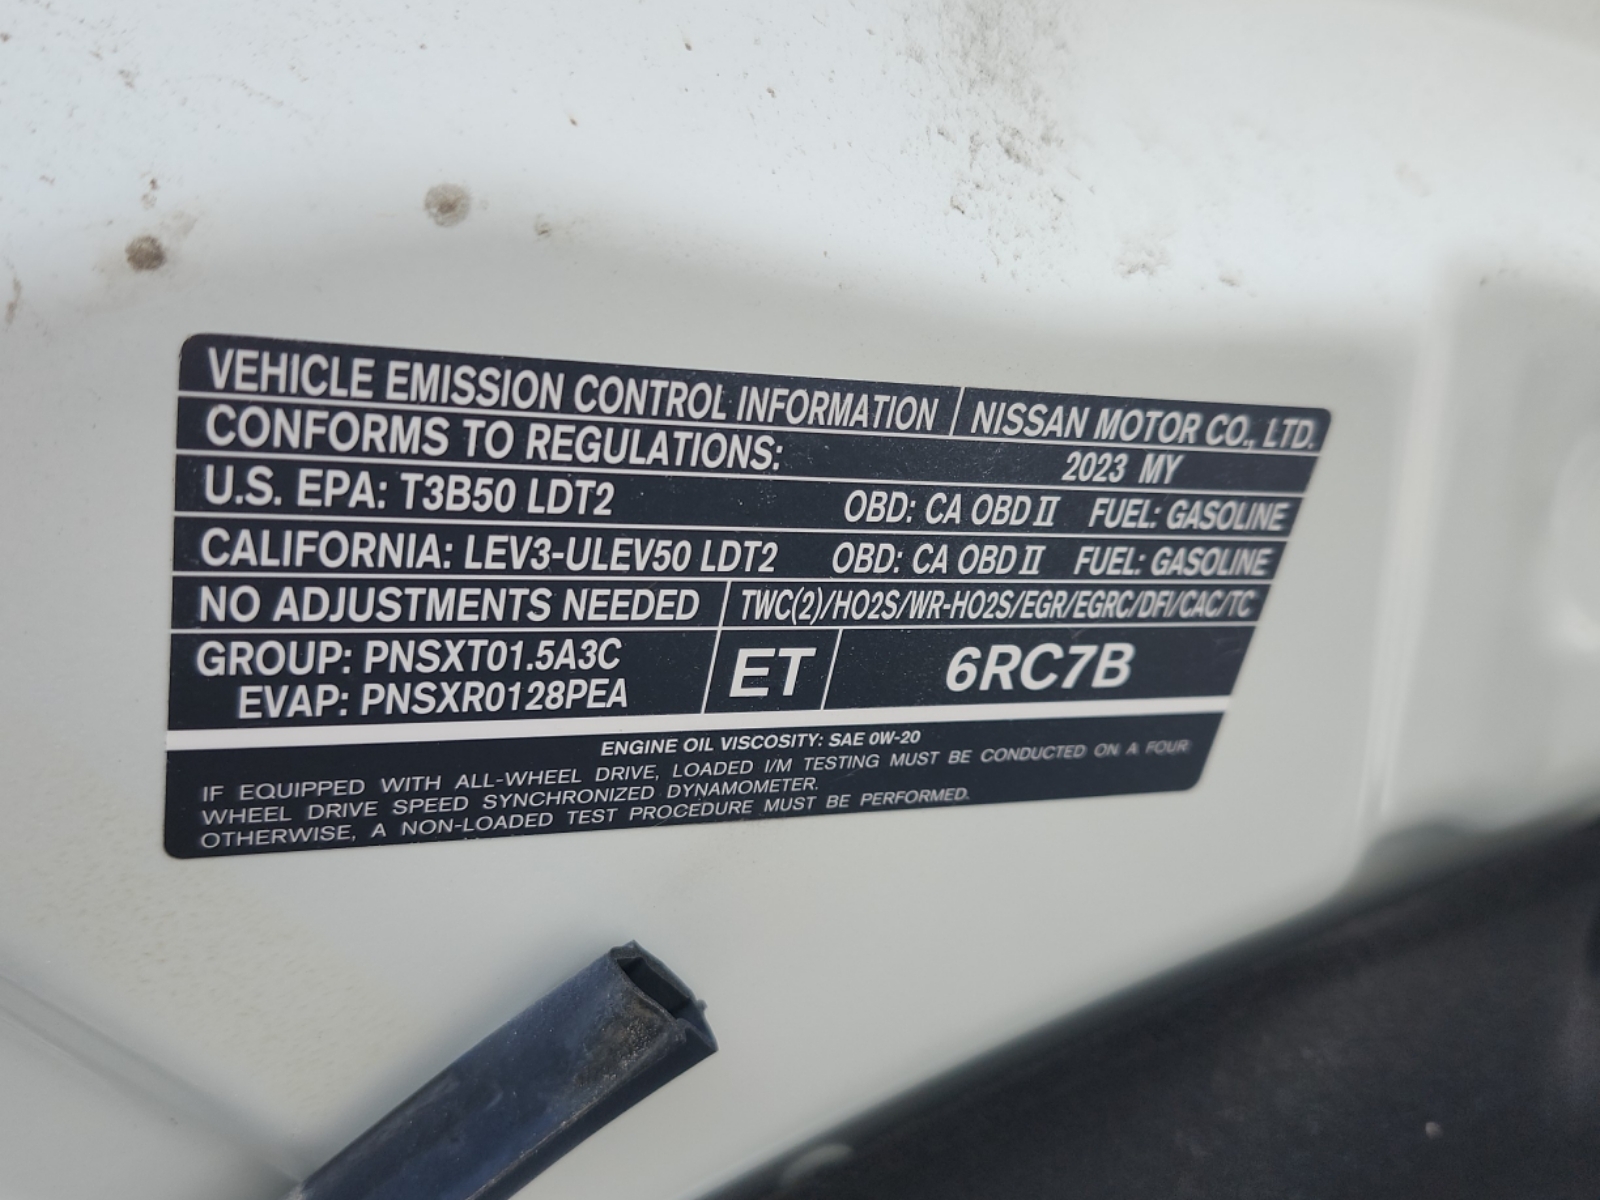 VEHICLE EMISSION CONTROL INFORMATION NISSAN MOTOR CO., LTD.
CONFORMS TO REGULATIONS: 2023 MY
U.S. EPA: T3B50 LDT2 OBD: CA OBD II FUEL: GASOLINE
CALIFORNIA: LEV3-ULEV50 LDT2 OBD: CA OBD II FUEL: GASOLINE
NO ADJUSTMENTS NEEDED TWC(2)/HO2S/WR-HO2S/EGR/EGRC/DFI/CAC/TC
GROUP: PNSXT01.5A3C
EVAP: PNSXR0128PEA
ET
6RC7B
ENGINE OIL VISCOSITY: SAE 0W-20
IF EQUIPPED WITH ALL-WHEEL DRIVE, LOADED I/M TESTING MUST BE CONDUCTED ON A FOUR
WHEEL DRIVE SPEED SYNCHRONIZED DYNAMOMETER.
OTHERWISE, A NON-LOADED TEST PROCEDURE MUST BE PERFORMED.